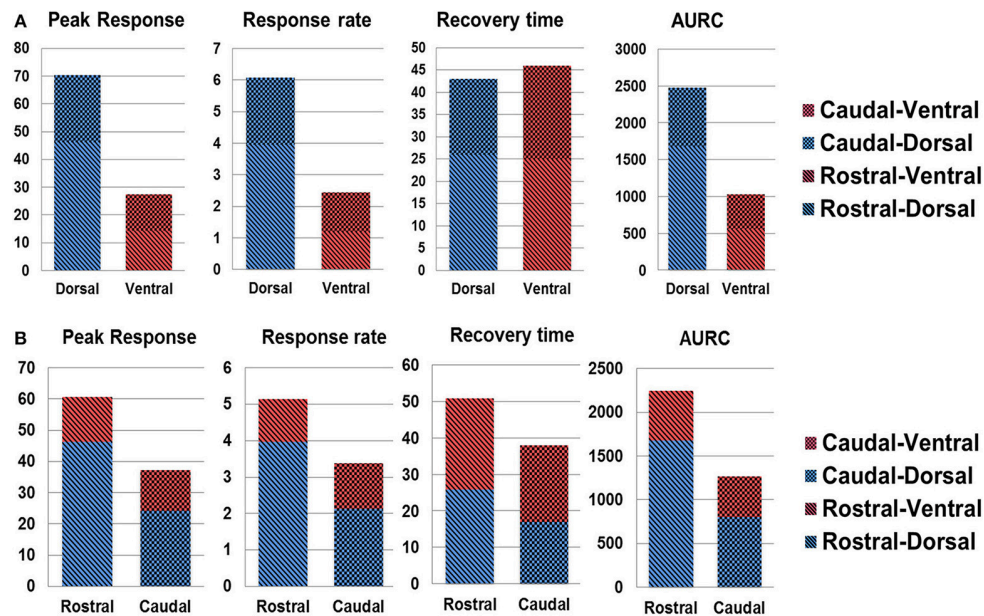 A
Peak Response
Response rate
Recovery time
AURC
80
70
60
50
40
30
20
10
0
Dorsal
Ventral
7
6
5
4
3
2
1
0
Dorsal
Ventral
50
45
40
35
30
25
20
15
10
5
0
Dorsal
Ventral
3000
2500
2000
1500
1000
500
0
Dorsal
Ventral
Caudal-Ventral
Caudal-Dorsal
Rostral-Ventral
Rostral-Dorsal
B
Peak Response
Response rate
Recovery time
AURC
70
60
50
40
30
20
10
0
Rostral
Caudal
6
5
4
3
2
1
0
Rostral
Caudal
60
50
40
30
20
10
0
Rostral
Caudal
2500
2000
1500
1000
500
0
Rostral
Caudal
Caudal-Ventral
Caudal-Dorsal
Rostral-Ventral
Rostral-Dorsal